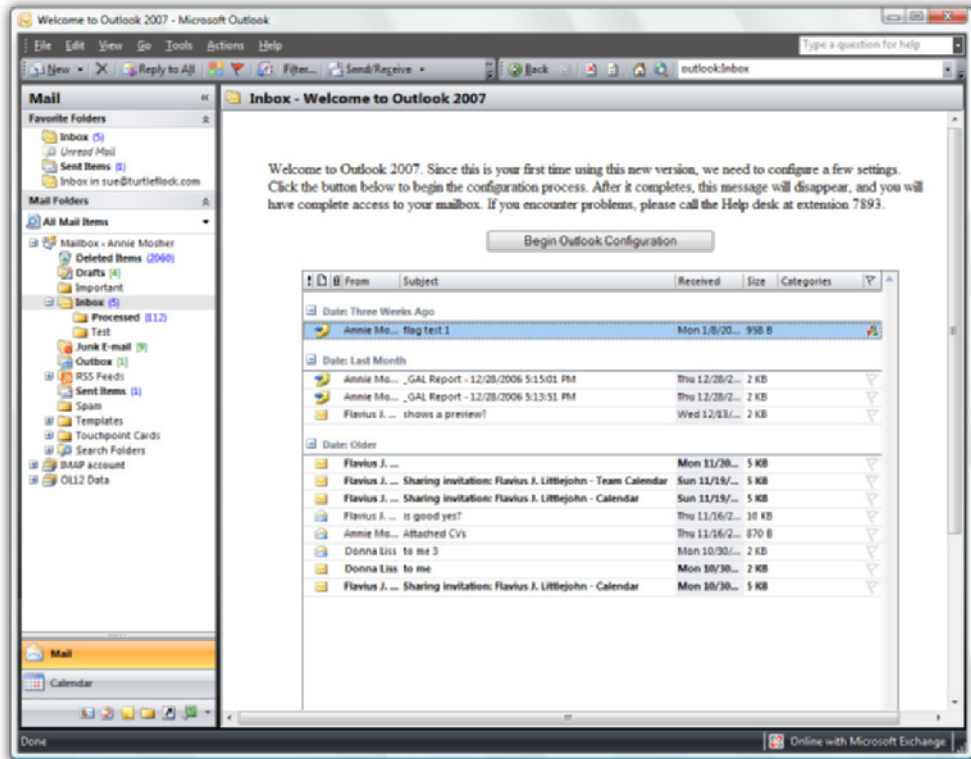 Welcome to Outlook 2007 - Microsoft Outlook
File Edit View Go Tools Actions Help
Type a question for help
New Reply to All Filter... Send/Receive Back outlook:Inbox
Mail
Inbox - Welcome to Outlook 2007
Favorite Folders
Inbox (5)
Unread Mail
Sent Items (1)
Inbox in sue@turtleflock.com
Mail Folders
All Mail Items
Mailbox - Annie Mosher
Deleted Items (2060)
Drafts [4]
Important
Inbox (5)
Processed (112)
Test
Junk E-mail [9]
Outbox [1]
RSS Feeds
Sent Items (1)
Spam
Templates
Touchpoint Cards
Search Folders
IMAP account
OL12 Data
Mail
Calendar
Welcome to Outlook 2007. Since this is your first time using this new version, we need to configure a few settings.
Click the button below to begin the configuration process. After it completes, this message will disappear, and you will
have complete access to your mailbox. If you encounter problems, please call the Help desk at extension 7893.
Begin Outlook Configuration
From Subject Received Size Categories
Date: Three Weeks Ago
Annie Mo... flag test 1 Mon 1/8/20... 958 B
Date: Last Month
Annie Mo... _GAL Report - 12/28/2006 5:15:01 PM Thu 12/28/2... 2 KB
Annie Mo... _GAL Report - 12/28/2006 5:13:51 PM Thu 12/28/2... 2 KB
Flavius J. ... shows a preview? Wed 12/13/... 2 KB
Date: Older
Flavius J. ... Mon 11/20... 5 KB
Flavius J. ... Sharing invitation: Flavius J. Littlejohn - Team Calendar Sun 11/19/... 5 KB
Flavius J. ... Sharing invitation: Flavius J. Littlejohn - Calendar Sun 11/19/... 5 KB
Flavius J. ... is good yes? Thu 11/16/2... 10 KB
Annie Mo... Attached CVs Thu 11/16/2... 870 B
Donna Liss to me 3 Mon 10/30/... 2 KB
Donna Liss to me Mon 10/30... 2 KB
Flavius J. ... Sharing invitation: Flavius J. Littlejohn - Calendar Mon 10/30... 5 KB
Done
Online with Microsoft Exchange